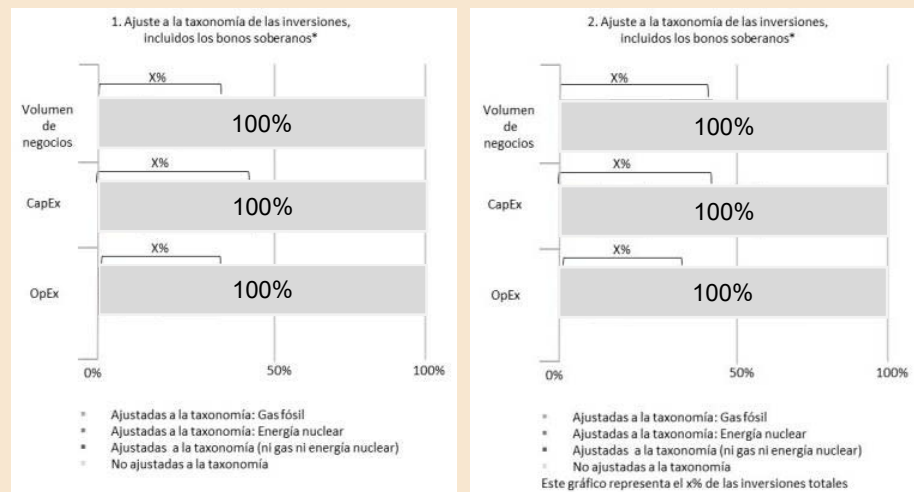 1. Ajuste a la taxonomía de las inversiones,
incluidos los bonos soberanos*
X%
Volumen
de
negocios
100%
X%
CapEx
100%
X%
OpEx
100%
0%
50%
100%
Ajustadas a la taxonomía: Gas fósil
Ajustadas a la taxonomía: Energía nuclear
Ajustadas a la taxonomía (ni gas ni energía nuclear)
No ajustadas a la taxonomía
2. Ajuste a la taxonomía de las inversiones,
incluidos los bonos soberanos*
X%
Volumen
de
negocios
100%
X%
CapEx
100%
X%
OpEx
100%
0%
50%
100%
Ajustadas a la taxonomía: Gas fósil
Ajustadas a la taxonomía: Energía nuclear
Ajustadas a la taxonomía (ni gas ni energía nuclear)
No ajustadas a la taxonomía
Este gráfico representa el x% de las inversiones totales